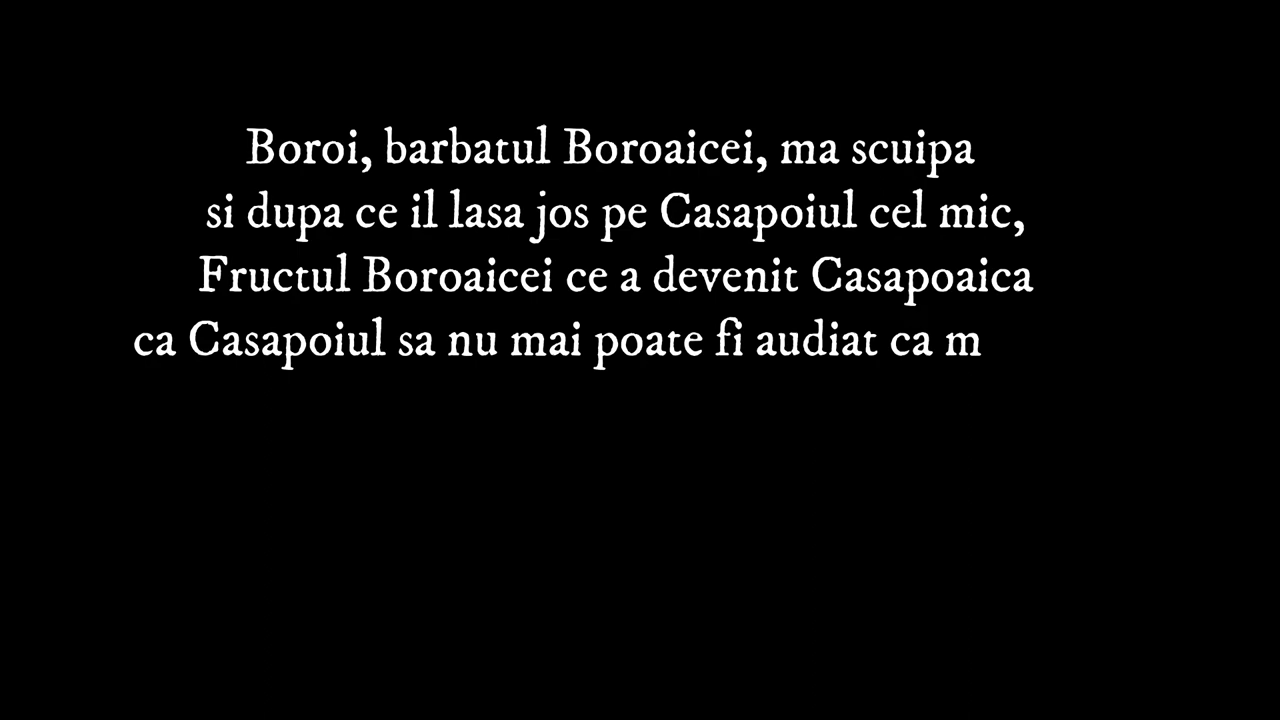 Boroi, barbatul Boroaicei, ma scuipa
si dupa ce il lasa jos pe Casapoiul cel mic,
Fructul Boroaicei ce a devenit Casapoaica
ca Casapoiul sa nu mai poate fi audiat ca m